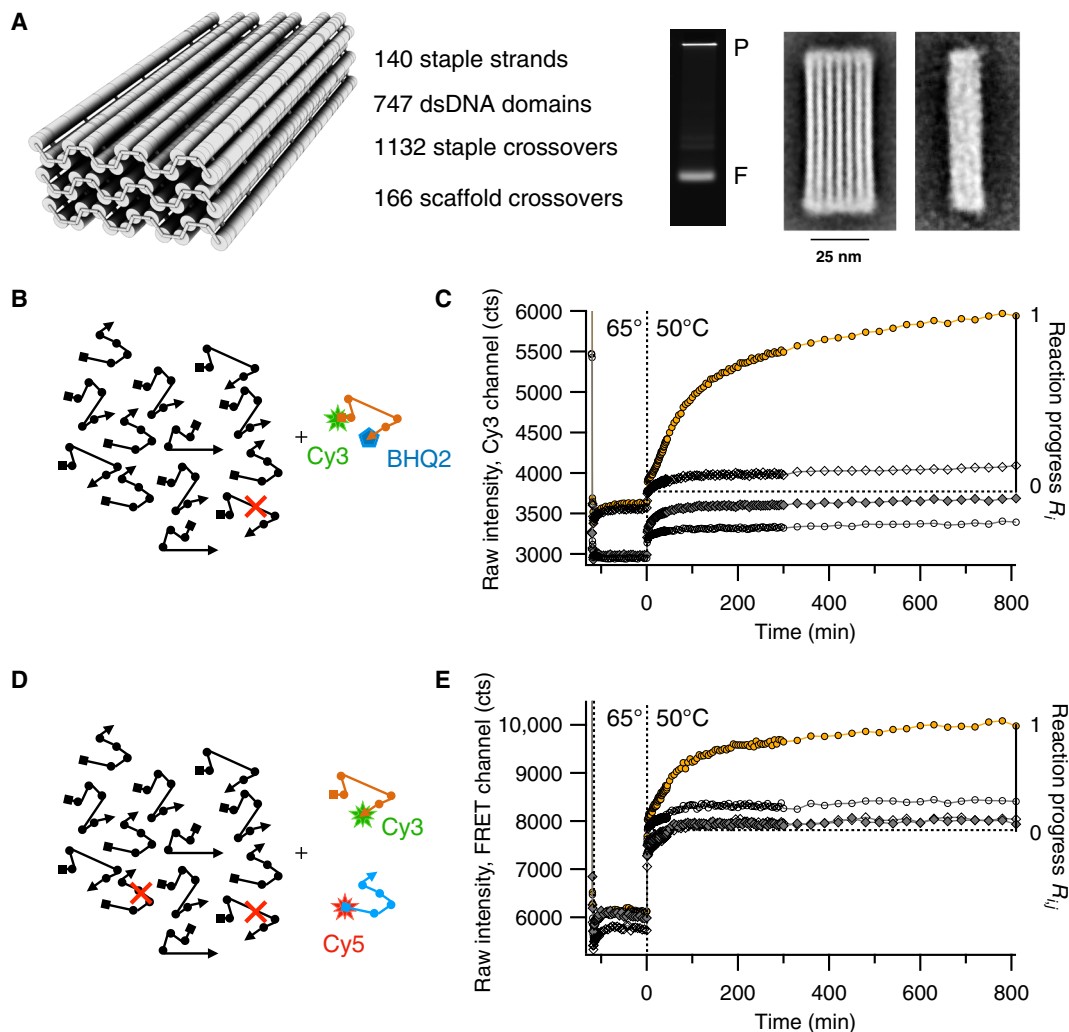 A
140 staple strands
747 dsDNA domains
1132 staple crossovers
166 scaffold crossovers
P
F
25 nm
B
+
Cy3
BHQ2
C
Raw intensity, Cy3 channel (cts)
6000
5500
5000
4500
4000
3500
3000
65°
50°C
1
0
Reaction progress Ri
0
200
400
600
800
Time (min)
D
+
Cy3
Cy5
E
Raw intensity, FRET channel (cts)
10,000
9000
8000
7000
6000
65°
50°C
1
0
Reaction progress Ri,j
0
200
400
600
800
Time (min)